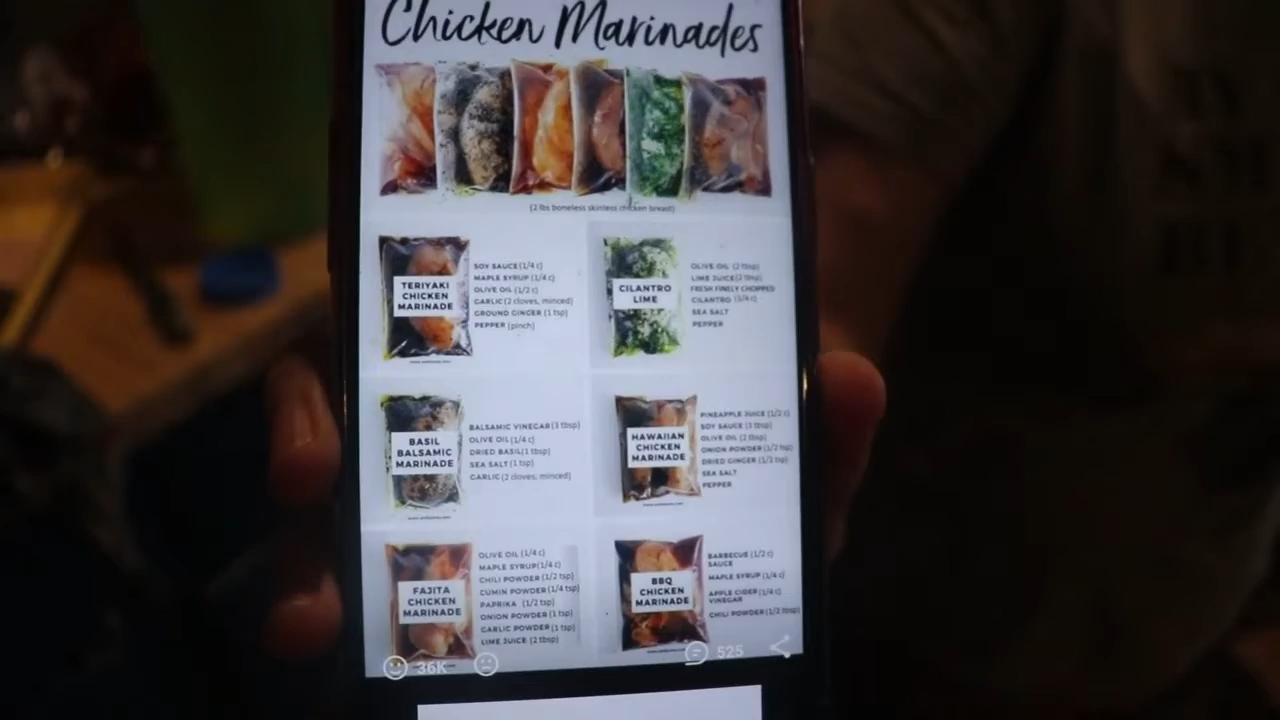 Chicken Marinades
(2 lbs boneless skinless chicken breast)
TERIYAKI
CHICKEN
MARINADE
SOY SAUCE (1/4 c)
MAPLE SYRUP (1/4 c)
OLIVE OIL (1/2 c)
GARLIC (2 cloves, minced)
GROUND GINGER (1 tsp)
PEPPER (pinch)
CILANTRO
LIME
OLIVE OIL (2 tbsp)
LIME JUICE (2 tbsp)
FRESH FINELY CHOPPED
CILANTRO (1/4 c)
SEA SALT
PEPPER
BASIL
BALSAMIC
MARINADE
BALSAMIC VINEGAR (3 tbsp)
OLIVE OIL (1/4 c)
DRIED BASIL (1 tbsp)
SEA SALT (1 tsp)
GARLIC (2 cloves, minced)
HAWAIIAN
CHICKEN
MARINADE
PINEAPPLE JUICE (1/2 c)
SOY SAUCE (3 tbsp)
OLIVE OIL (2 tbsp)
ONION POWDER (1/2 tsp)
DRIED GINGER (1/2 tsp)
SEA SALT
PEPPER
FAJITA
CHICKEN
MARINADE
OLIVE OIL (1/4 c)
MAPLE SYRUP (1/4 c)
CHILI POWDER (1/2 tsp)
CUMIN POWDER (1/4 tsp)
PAPRIKA (1/2 tsp)
ONION POWDER (1 tsp)
GARLIC POWDER (1 tsp)
LIME JUICE (2 tbsp)
BBQ
CHICKEN
MARINADE
BARBECUE (1/2 c)
SAUCE
MAPLE SYRUP (1/4 c)
APPLE CIDER (1/4 c)
VINEGAR
CHILI POWDER (1/2 tbsp)
36K
525